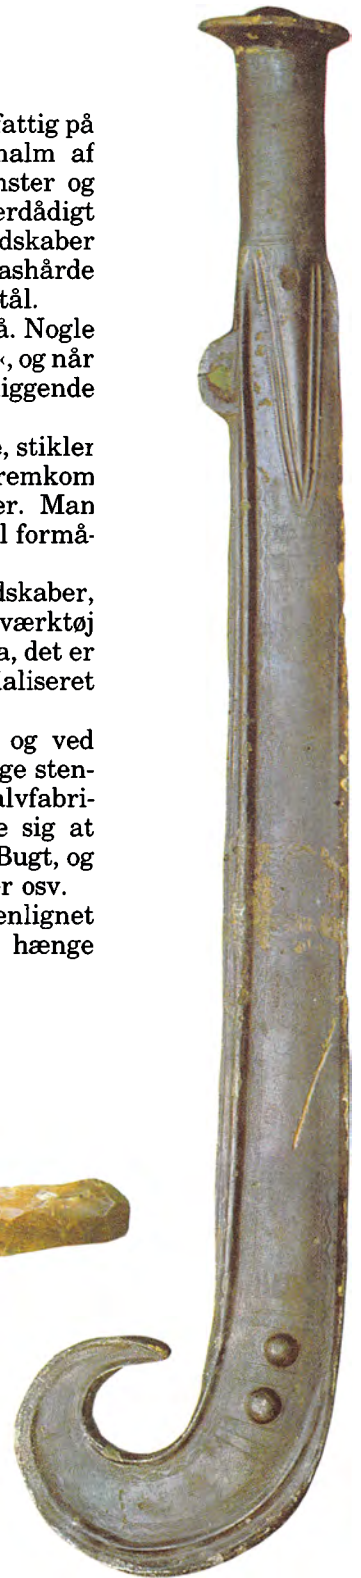 fattig på
nalm af
nster og
erdådigt
dskaber
ashårde
tål.
å. Nogle
‹, og når
iggende
e, stikler
remkom
er. Man
l formå-
dskaber,
værktøj
a, det er
aliseret
og ved
ge sten-
alvfabri-
e sig at
Bugt, og
r osv.
enlignet
hænge